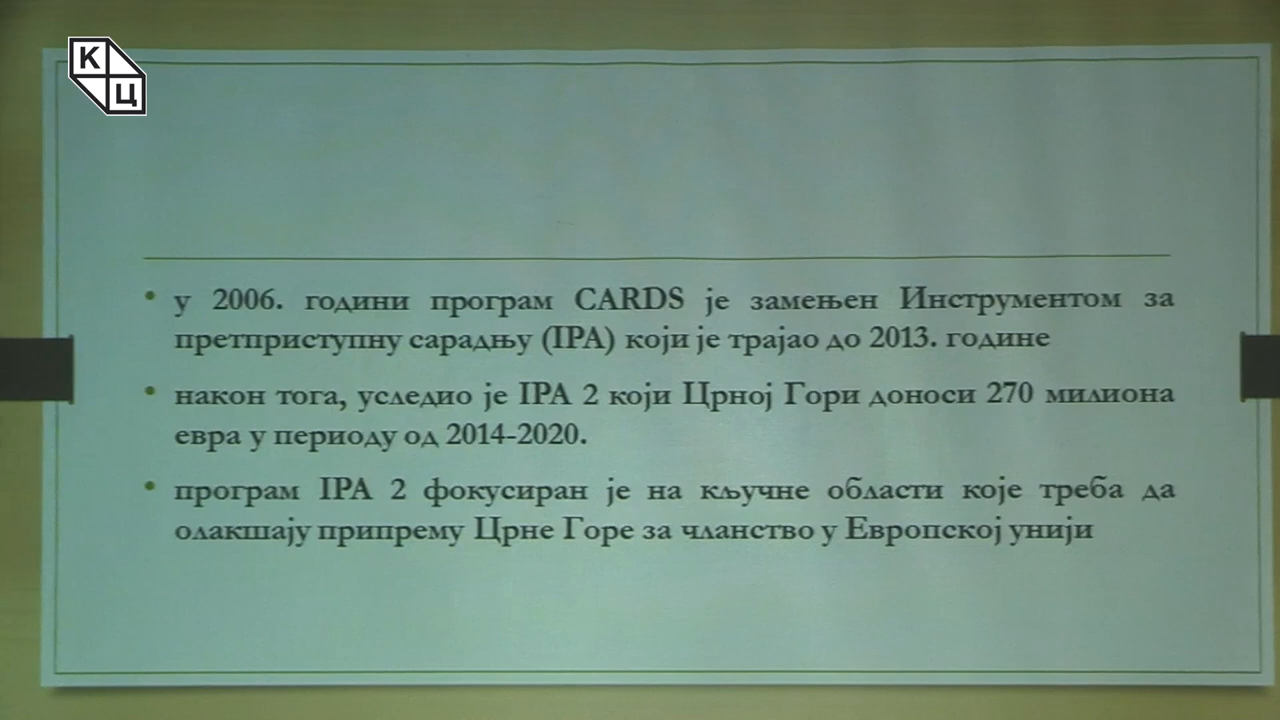 К
Ц
• у 2006. години програм CARDS је замењен Инструментом за
претприступну сарадњу (IPA) који је трајао до 2013. године
• након тога, уследио је IPA 2 који Црној Гори доноси 270 милиона
евра у периоду од 2014-2020.
• програм IPA 2 фокусиран је на кључне области које треба да
олакшају припрему Црне Горе за чланство у Европској унији